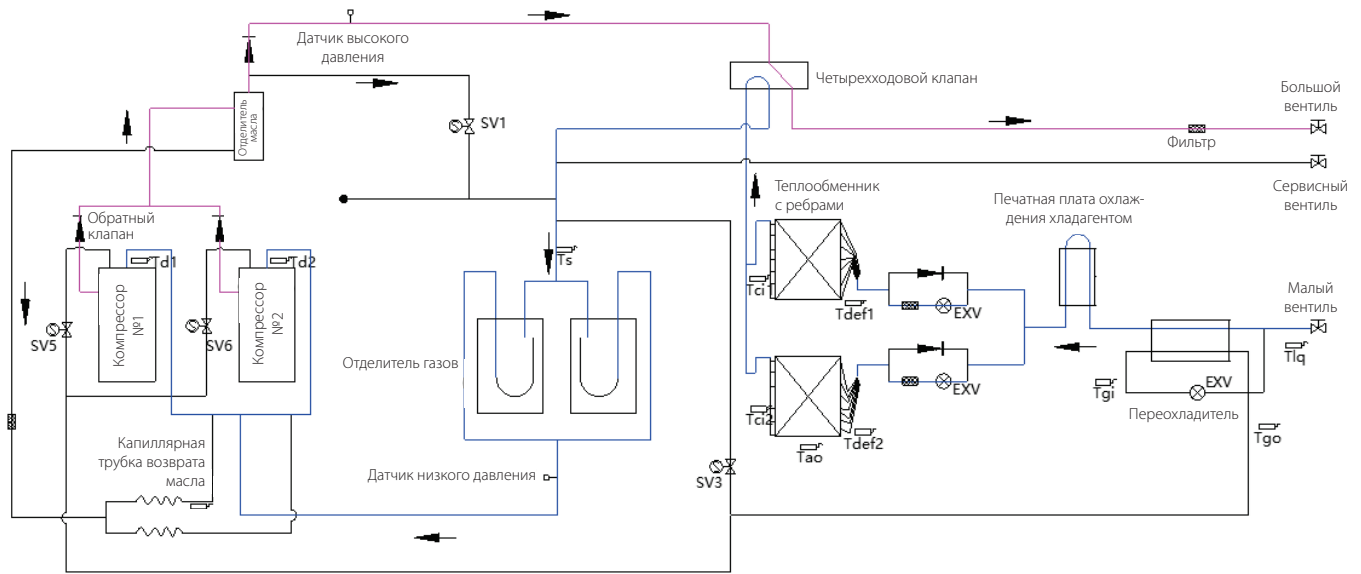 Датчик высокого
давления
Четырехходовой клапан
Большой
вентиль
Отделитель
масла
SV1
Фильтр
Сервисный
вентиль
Теплообменник
с ребрами
Печатная плата охлаж-
дения хладагентом
Обратный
клапан
Td1
Td2
Ts
Tci1
Малый
вентиль
Компрессор
№1
Компрессор
№2
SV5
SV6
Tdef1
EXV
Tlq
Отделитель газов
EXV
Tgi
EXV
Переохладитель
Tci2
Tdef2
Tao
Tgo
Капиллярная
трубка возврата
масла
Датчик низкого давления
SV3